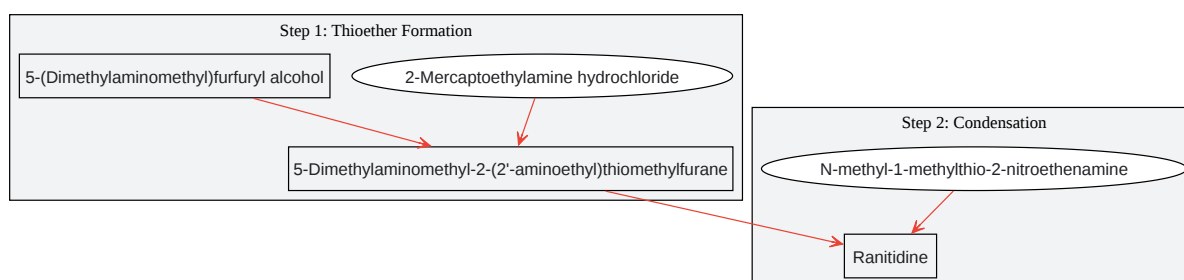 Step 1: Thioether Formation
5-(Dimethylaminomethyl)furfuryl alcohol
2-Mercaptoethylamine hydrochloride
5-Dimethylaminomethyl-2-(2'-aminoethyl)thiomethylfurane
Step 2: Condensation
N-methyl-1-methylthio-2-nitroethenamine
Ranitidine